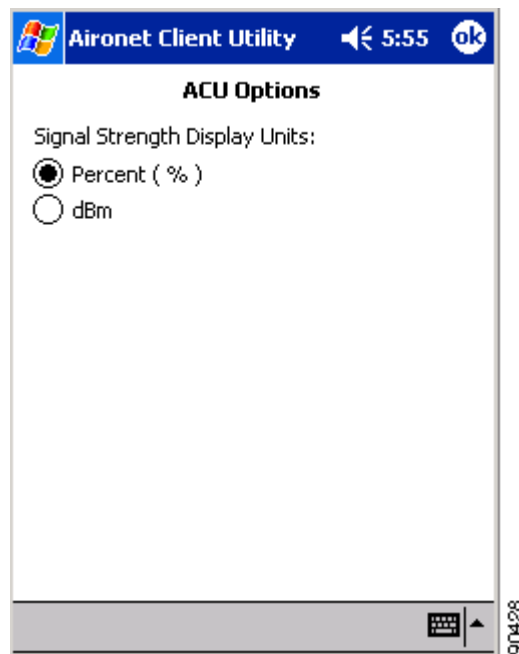 Aironet Client Utility 5:55 ok
ACU Options
Signal Strength Display Units:
Percent ( % )
dBm
90428